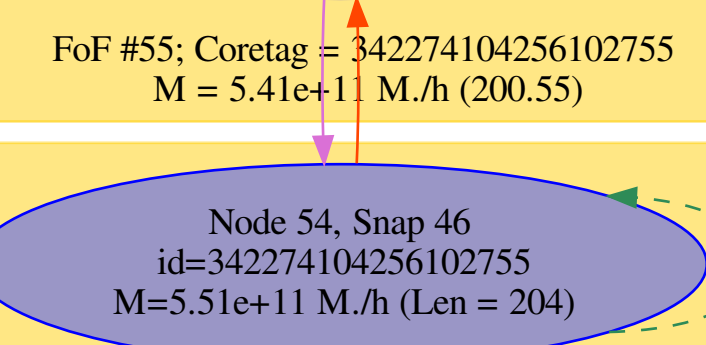 FoF #55; Coretag = 342274104256102755
M = 5.41e+11 M./h (200.55)
Node 54, Snap 46
id=342274104256102755
M=5.51e+11 M./h (Len = 204)